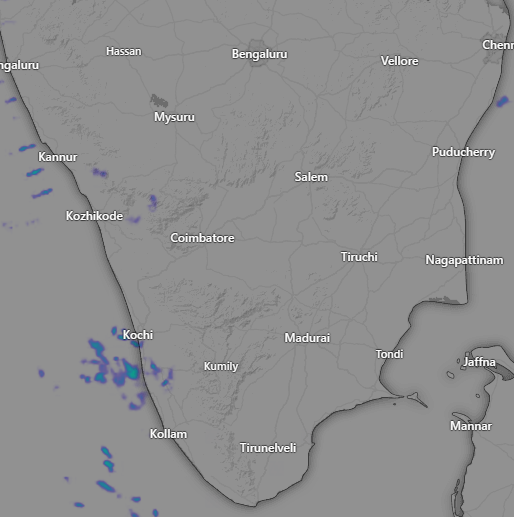 Hassan
Bengaluru
Chenn
ngaluru
Vellore
Mysuru
Kannur
Puducherry
Salem
Kozhikode
Coimbatore
Tiruchi
Nagapattinam
Kochi
Madurai
Tondi
Kumily
Jaffna
Kollam
Mannar
Tirunelveli